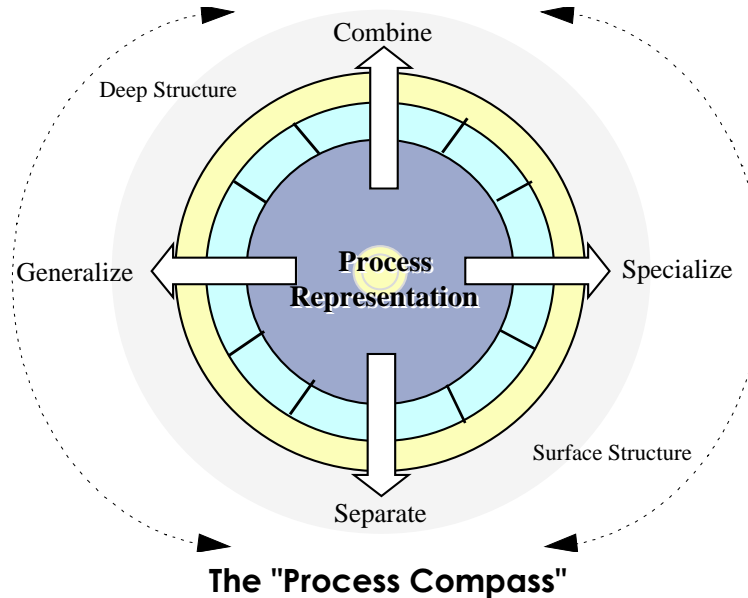 Combine
Deep Structure
Generalize
Process
Representation
Specialize
Surface Structure
Separate
The "Process Compass"